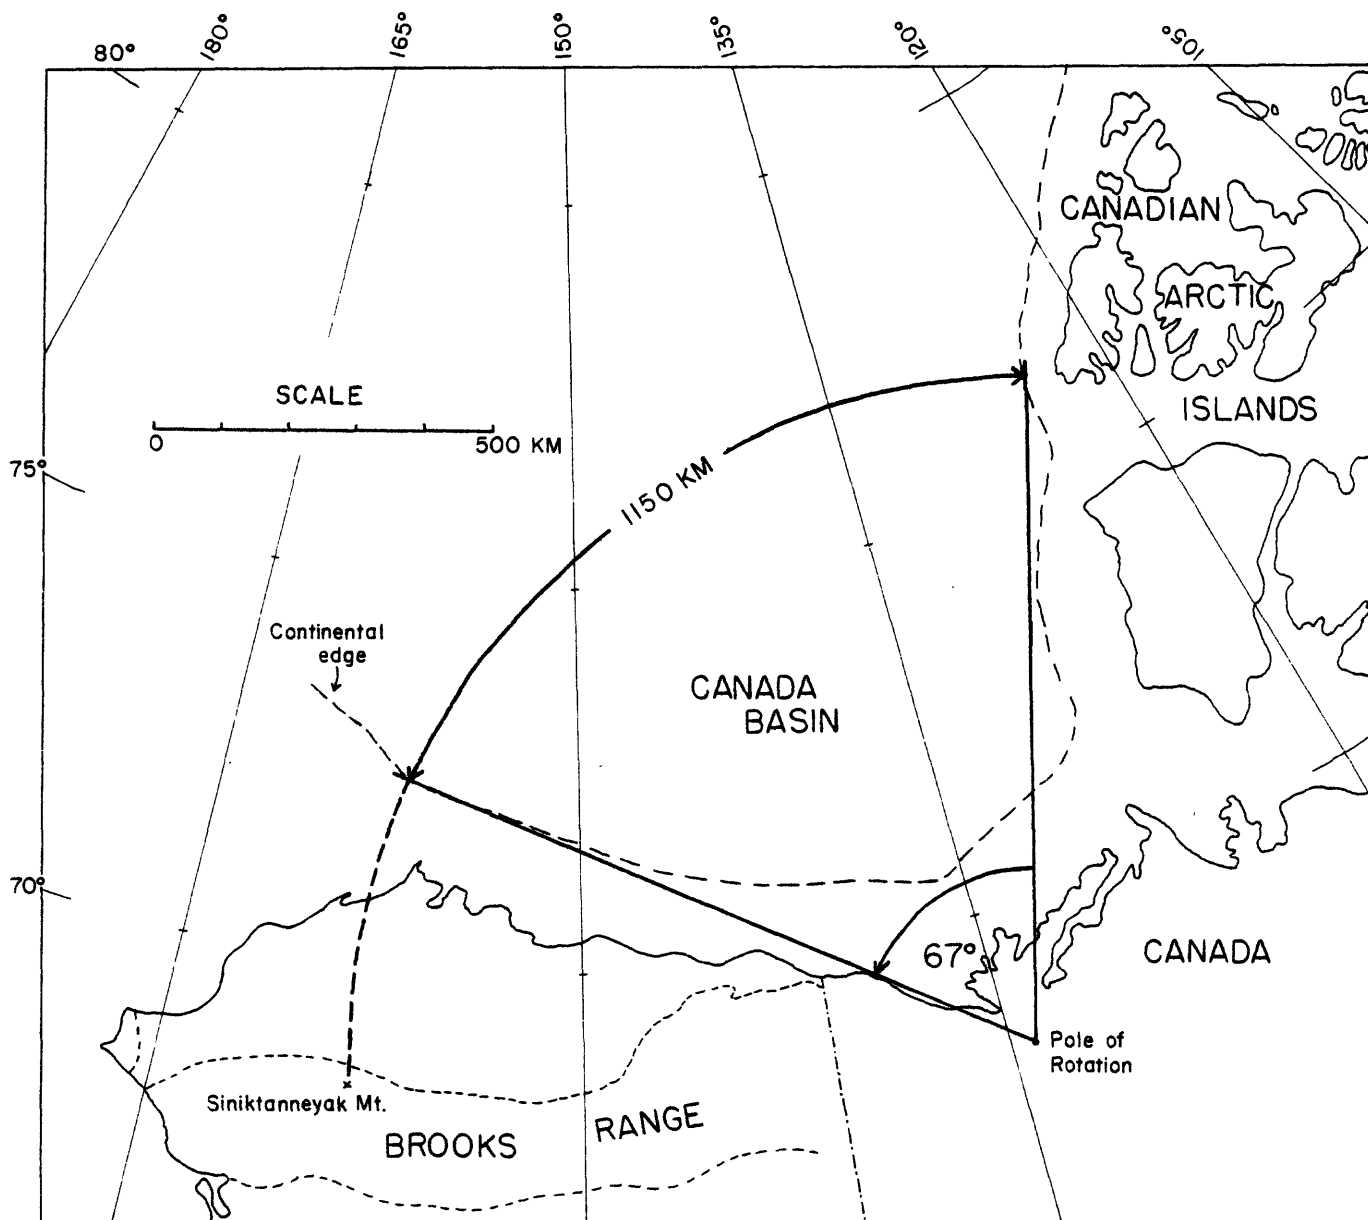 80°
180°
165°
150°
135°
120°
105°
CANADIAN
ARCTIC
ISLANDS
SCALE
0
500 KM
75°
1150 KM
Continental
edge
CANADA
BASIN
70°
67°
CANADA
Pole of
Rotation
Siniktanneyak Mt.
BROOKS
RANGE